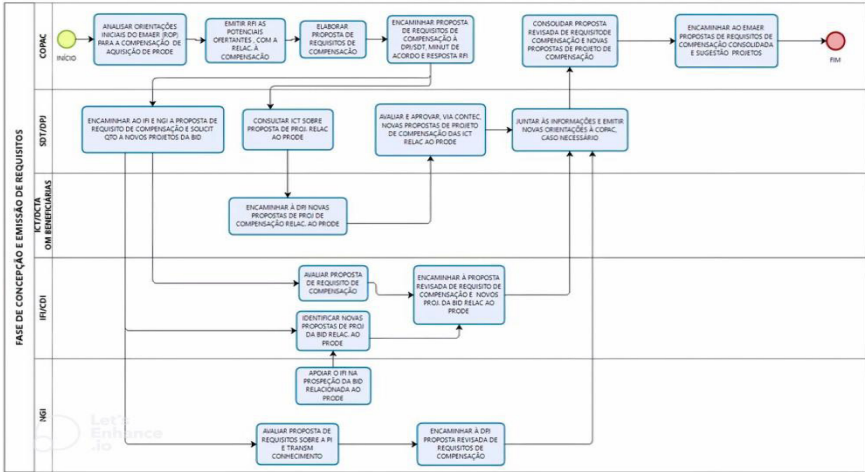 FASE DE CONCEPÇÃO E EMISSÃO DE REQUISITOS
COPAC
INÍCIO
ANALISAR ORIENTAÇÕES
INICIAIS DO EMAER (ROP)
PARA A COMPENSAÇÃO DE
AQUISIÇÃO DE PRODE
EMITIR RFI AS
POTENCIAIS
OFERTANTES , COM A
RELAC. À
COMPENSAÇÃO
ELABORAR
PROPOSTA DE
REQUISITOS DE
COMPENSAÇÃO
ENCAMINHAR PROPOSTA
DE REQUISITOS DE
COMPENSAÇÃO À
DPJ/SDT, MINUT DE
ACORDO E RESPOSTA RFI
CONSOLIDAR PROPOSTA
REVISADA DE REQUISITODE
COMPENSAÇÃO E NOVAS
PROPOSTAS DE PROJETO DE
COMPENSAÇÃO
ENCAMINHAR AO EMAER
PROPOSTAS DE REQUISITOS DE
COMPENSAÇÃO CONSOLIDADA
E SUGESTÃO PROJETOS
FIM
SDT/DPJ
ENCAMINHAR AO IFI E NGI A PROPOSTA DE
REQUISITO DE COMPENSAÇÃO E SOLICIT
QTO A NOVOS PROJETOS DA BID
CONSULTAR ICT SOBRE
PROPOSTA DE PROJ. RELAC
AO PRODE
AVALIAR E APROVAR, VIA CONTEC,
NOVAS PROPOSTAS DE PROJETO
DE COMPENSAÇÃO DAS ICT
RELAC AO PRODE
JUNTAR ÀS INFORMAÇÕES E EMITIR
NOVAS ORIENTAÇÕES À COPAC,
CASO NECESSÁRIO
ICT/DCTA
OM BENEFICIÁRIAS
ENCAMINHAR À DPJ NOVAS
PROPOSTAS DE PROJ DE
COMPENSAÇÃO RELAC. AO PRODE
IFI/CDI
AVALIAR PROPOSTA
DE REQUISITO DE
COMPENSAÇÃO
ENCAMINHAR À PROPOSTA
REVISADA DE REQUISITO DE
COMPENSAÇÃO E NOVOS
PROJ. DA BID RELAC AO
PRODE
IDENTIFICAR NOVAS
PROPOSTAS DE PROJ
DA BID RELAC. AO
PRODE
NGI
APOIAR O IFI NA
PROSPEÇÃO DA BID
RELACIONADA AO
PRODE
AVALIAR PROPOSTA DE
REQUISITOS SOBRE A PI
E TRANSM
CONHECIMENTO
ENCAMINHAR À DPJ
PROPOSTA REVISADA DE
REQUISITOS DE
COMPENSAÇÃO
Let's
Enhance
.io